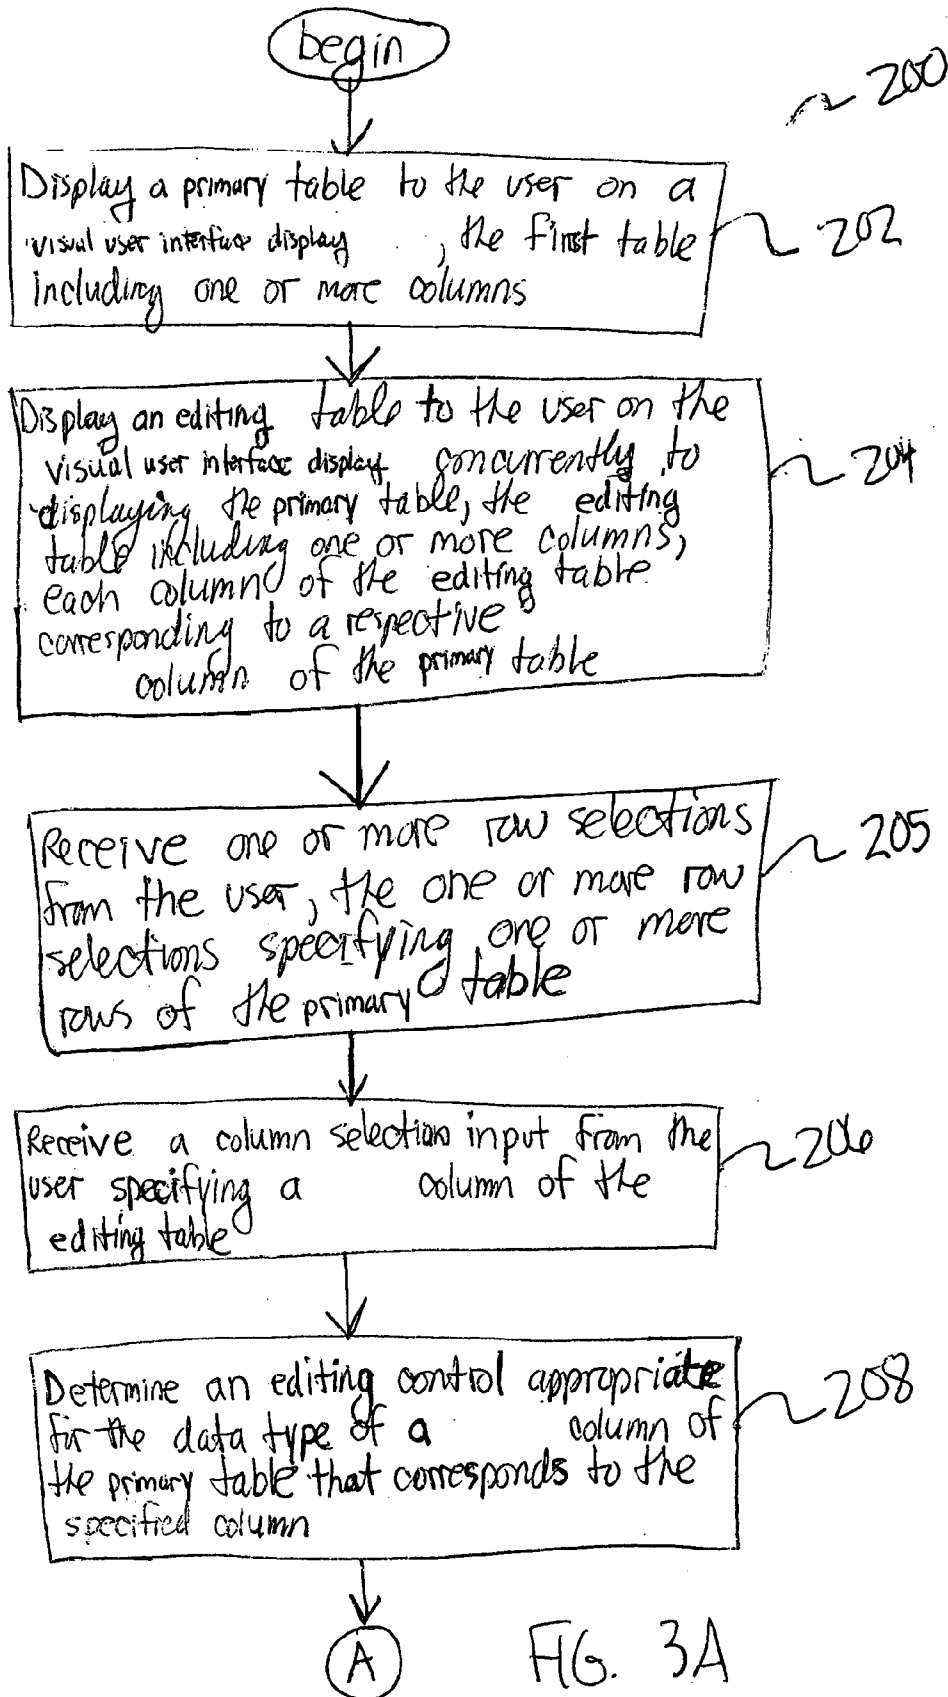 begin
200
Display a primary table to the user on a
visual user interface display , the first table
including one or more columns
202
Display an editing table to the user on the
visual user interface display concurrently to
displaying the primary table, the editing
table including one or more columns,
each column of the editing table
corresponding to a respective
column of the primary table
204
Receive one or more row selections
from the user, the one or more row
selections specifying one or more
rows of the primary table
205
Receive a column selection input from the
user specifying a column of the
editing table
206
Determine an editing control appropriate
for the data type of a column of
the primary table that corresponds to the
specified column
208
A
FIG. 3A